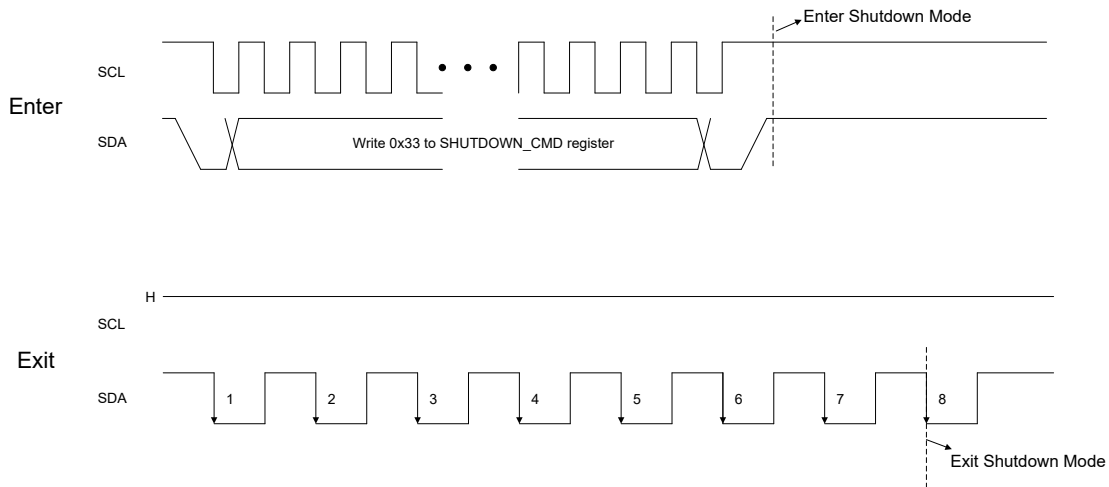 Enter Shutdown Mode
SCL
Enter
SDA
Write 0x33 to SHUTDOWN_CMD register
H
SCL
Exit
SDA
1 2 3 4 5 6 7 8
Exit Shutdown Mode